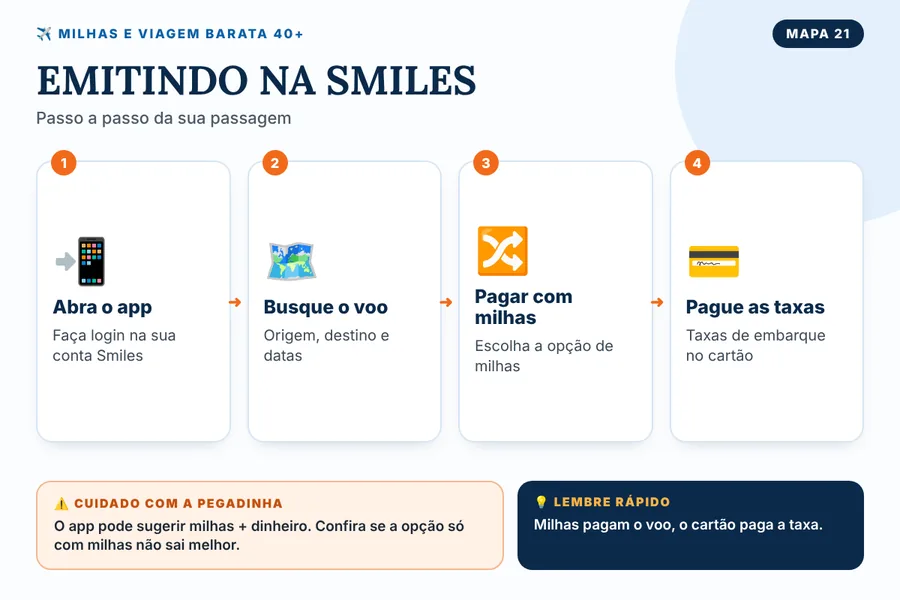 ✈️ MILHAS E VIAGEM BARATA 40+
MAPA 21
EMITINDO NA SMILES
Passo a passo da sua passagem
1
Abra o app
Faça login na sua
conta Smiles
2
Busque o voo
Origem, destino e
datas
3
Pagar com
milhas
Escolha a opção de
milhas
4
Pague as taxas
Taxas de embarque
no cartão
⚠️ CUIDADO COM A PEGADINHA
O app pode sugerir milhas + dinheiro. Confira se a opção só
com milhas não sai melhor.
💡 LEMBRE RÁPIDO
Milhas pagam o voo, o cartão paga a taxa.